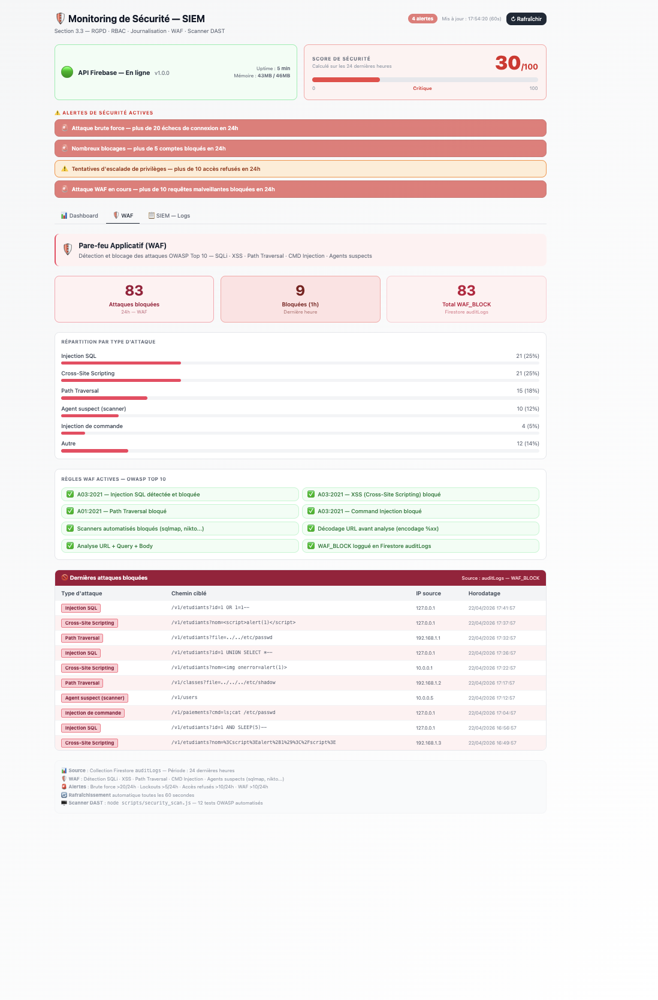 Monitoring de Sécurité — SIEM
4 alertes
Mis à jour : 17:54:20 (60s)
↻ Rafraîchir
Section 3.3 — RGPD · RBAC · Journalisation · WAF · Scanner DAST
API Firebase — En ligne v1.0.0
Uptime : 5 min
Mémoire : 43MB / 46MB
SCORE DE SÉCURITÉ
Calculé sur les 24 dernières heures
30/100
0
Critique
100
⚠️ ALERTES DE SÉCURITÉ ACTIVES
Attaque brute force — plus de 20 échecs de connexion en 24h
Nombreux blocages — plus de 5 comptes bloqués en 24h
Tentatives d'escalade de privilèges — plus de 10 accès refusés en 24h
Attaque WAF en cours — plus de 10 requêtes malveillantes bloquées en 24h
Dashboard
WAF
SIEM — Logs
Pare-feu Applicatif (WAF)
Détection et blocage des attaques OWASP Top 10 — SQLi · XSS · Path Traversal · CMD Injection · Agents suspects
83
Attaques bloquées
24h — WAF
9
Bloquées (1h)
Dernière heure
83
Total WAF_BLOCK
Firestore auditLogs
RÉPARTITION PAR TYPE D'ATTAQUE
Injection SQL 21 (25%)
Cross-Site Scripting 21 (25%)
Path Traversal 15 (18%)
Agent suspect (scanner) 10 (12%)
Injection de commande 4 (5%)
Autre 12 (14%)
RÈGLES WAF ACTIVES — OWASP TOP 10
A03:2021 — Injection SQL détectée et bloquée
A03:2021 — XSS (Cross-Site Scripting) bloqué
A01:2021 — Path Traversal bloqué
A03:2021 — Command Injection bloqué
Scanners automatisés bloqués (sqlmap, nikto...)
Décodage URL avant analyse (encodage %xx)
Analyse URL + Query + Body
WAF_BLOCK loggué en Firestore auditLogs
Dernières attaques bloquées
Source : auditLogs — WAF_BLOCK
Type d'attaque Chemin ciblé IP source Horodatage
Injection SQL /v1/etudiants?id=1 OR 1=1-- 127.0.0.1 22/04/2026 17:41:57
Cross-Site Scripting /v1/etudiants?nom=<script>alert(1)</script> 127.0.0.1 22/04/2026 17:37:57
Path Traversal /v1/etudiants?file=../../etc/passwd 192.168.1.1 22/04/2026 17:32:57
Injection SQL /v1/etudiants?id=1 UNION SELECT *-- 127.0.0.1 22/04/2026 17:26:57
Cross-Site Scripting /v1/etudiants?nom=<img onerror=alert(1)> 10.0.0.1 22/04/2026 17:22:57
Path Traversal /v1/classes?file=../../../etc/shadow 192.168.1.2 22/04/2026 17:17:57
Agent suspect (scanner) /v1/users 10.0.0.5 22/04/2026 17:12:57
Injection de commande /v1/paiements?cmd=ls;cat /etc/passwd 127.0.0.1 22/04/2026 17:04:57
Injection SQL /v1/etudiants?id=1 AND SLEEP(5)-- 127.0.0.1 22/04/2026 16:56:57
Cross-Site Scripting /v1/etudiants?nom=%3Cscript%3Ealert%281%29%3C%2Fscript%3E 192.168.1.3 22/04/2026 16:49:57
Source : Collection Firestore auditLogs — Période : 24 dernières heures
WAF : Détection SQLi · XSS · Path Traversal · CMD Injection · Agents suspects (sqlmap, nikto...)
Alertes : Brute force >20/24h · Lockouts >5/24h · Accès refusés >10/24h · WAF >10/24h
Rafraîchissement automatique toutes les 60 secondes
Scanner DAST : node scripts/security_scan.js — 12 tests OWASP automatisés